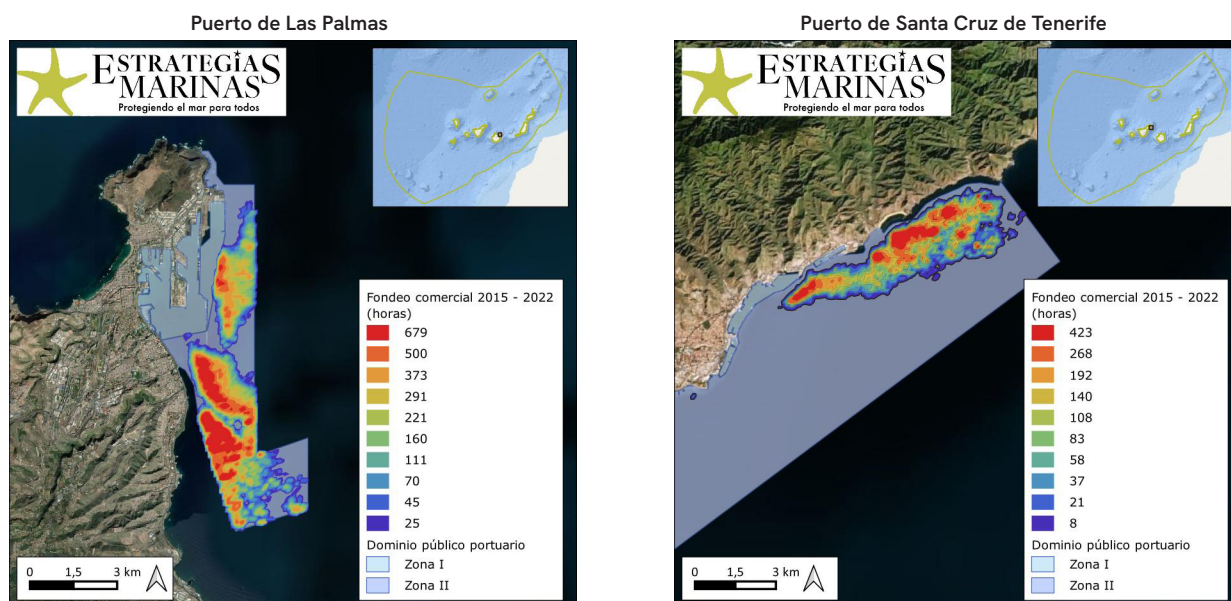 Puerto de Las Palmas
ESTRATEGIAS
MARINAS
Protegiendo el mar para todos
Fondeo comercial 2015 - 2022
(horas)
679
500
373
291
221
160
111
70
45
25
Dominio público portuario
Zona I
Zona II
0 1,5 3 km
Puerto de Santa Cruz de Tenerife
ESTRATEGIAS
MARINAS
Protegiendo el mar para todos
Fondeo comercial 2015 - 2022
(horas)
423
268
192
140
108
83
58
37
21
8
Dominio público portuario
Zona I
Zona II
0 1,5 3 km